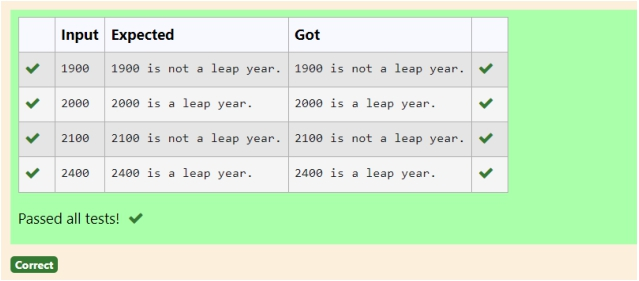 Input Expected Got
1900 1900 is not a leap year. 1900 is not a leap year.
2000 2000 is a leap year. 2000 is a leap year.
2100 2100 is not a leap year. 2100 is not a leap year.
2400 2400 is a leap year. 2400 is a leap year.
Passed all tests!
Correct